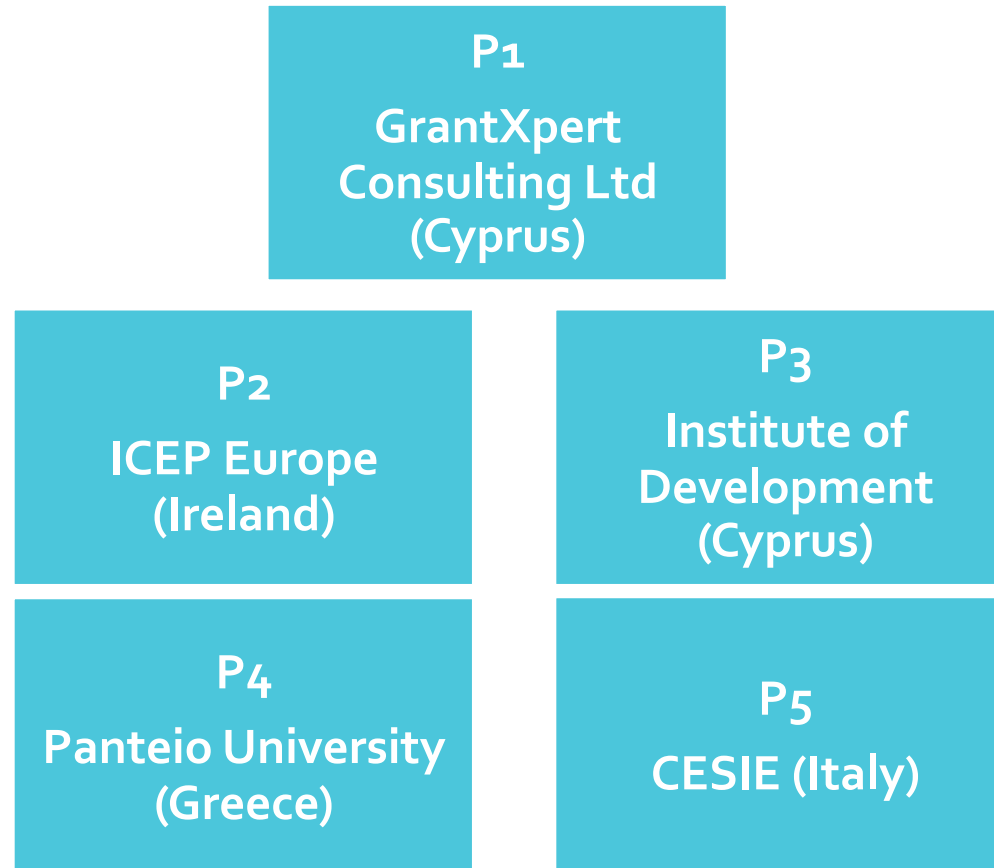 P1
GrantXpert
Consulting Ltd
(Cyprus)
P2
ICEP Europe
(Ireland)
P3
Institute of
Development
(Cyprus)
P4
Panteio University
(Greece)
P5
CESIE (Italy)